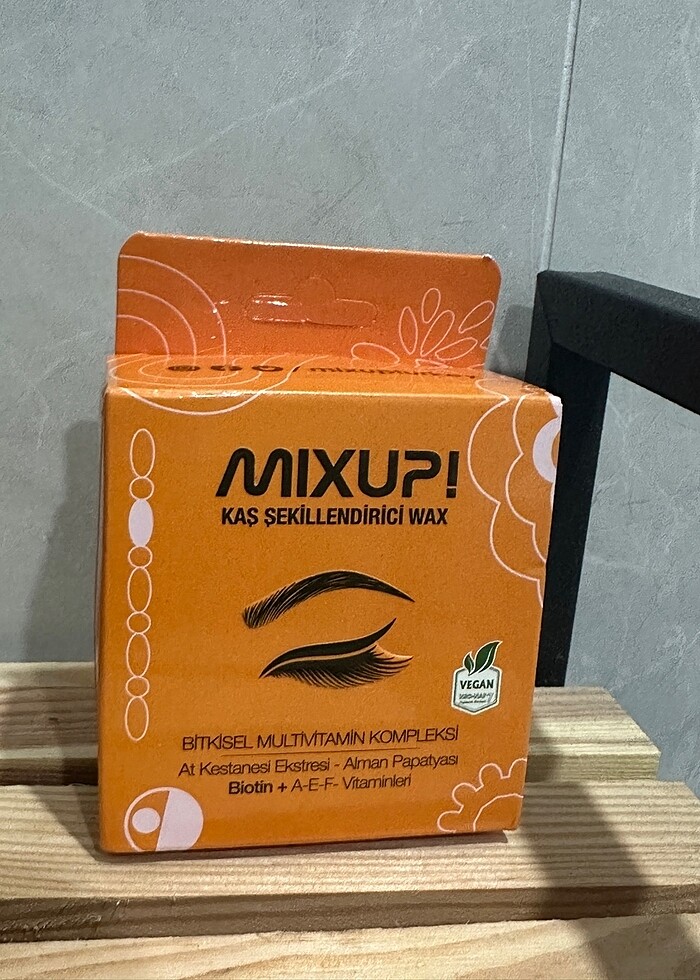 MIXUP!
KAŞ ŞEKİLLENDİRİCİ WAX
VEGAN
BİTKİSEL MULTİVİTAMİN KOMPLEKSİ
At Kestanesi Ekstresi - Alman Papatyası
Biotin + A-E-F- Vitaminleri